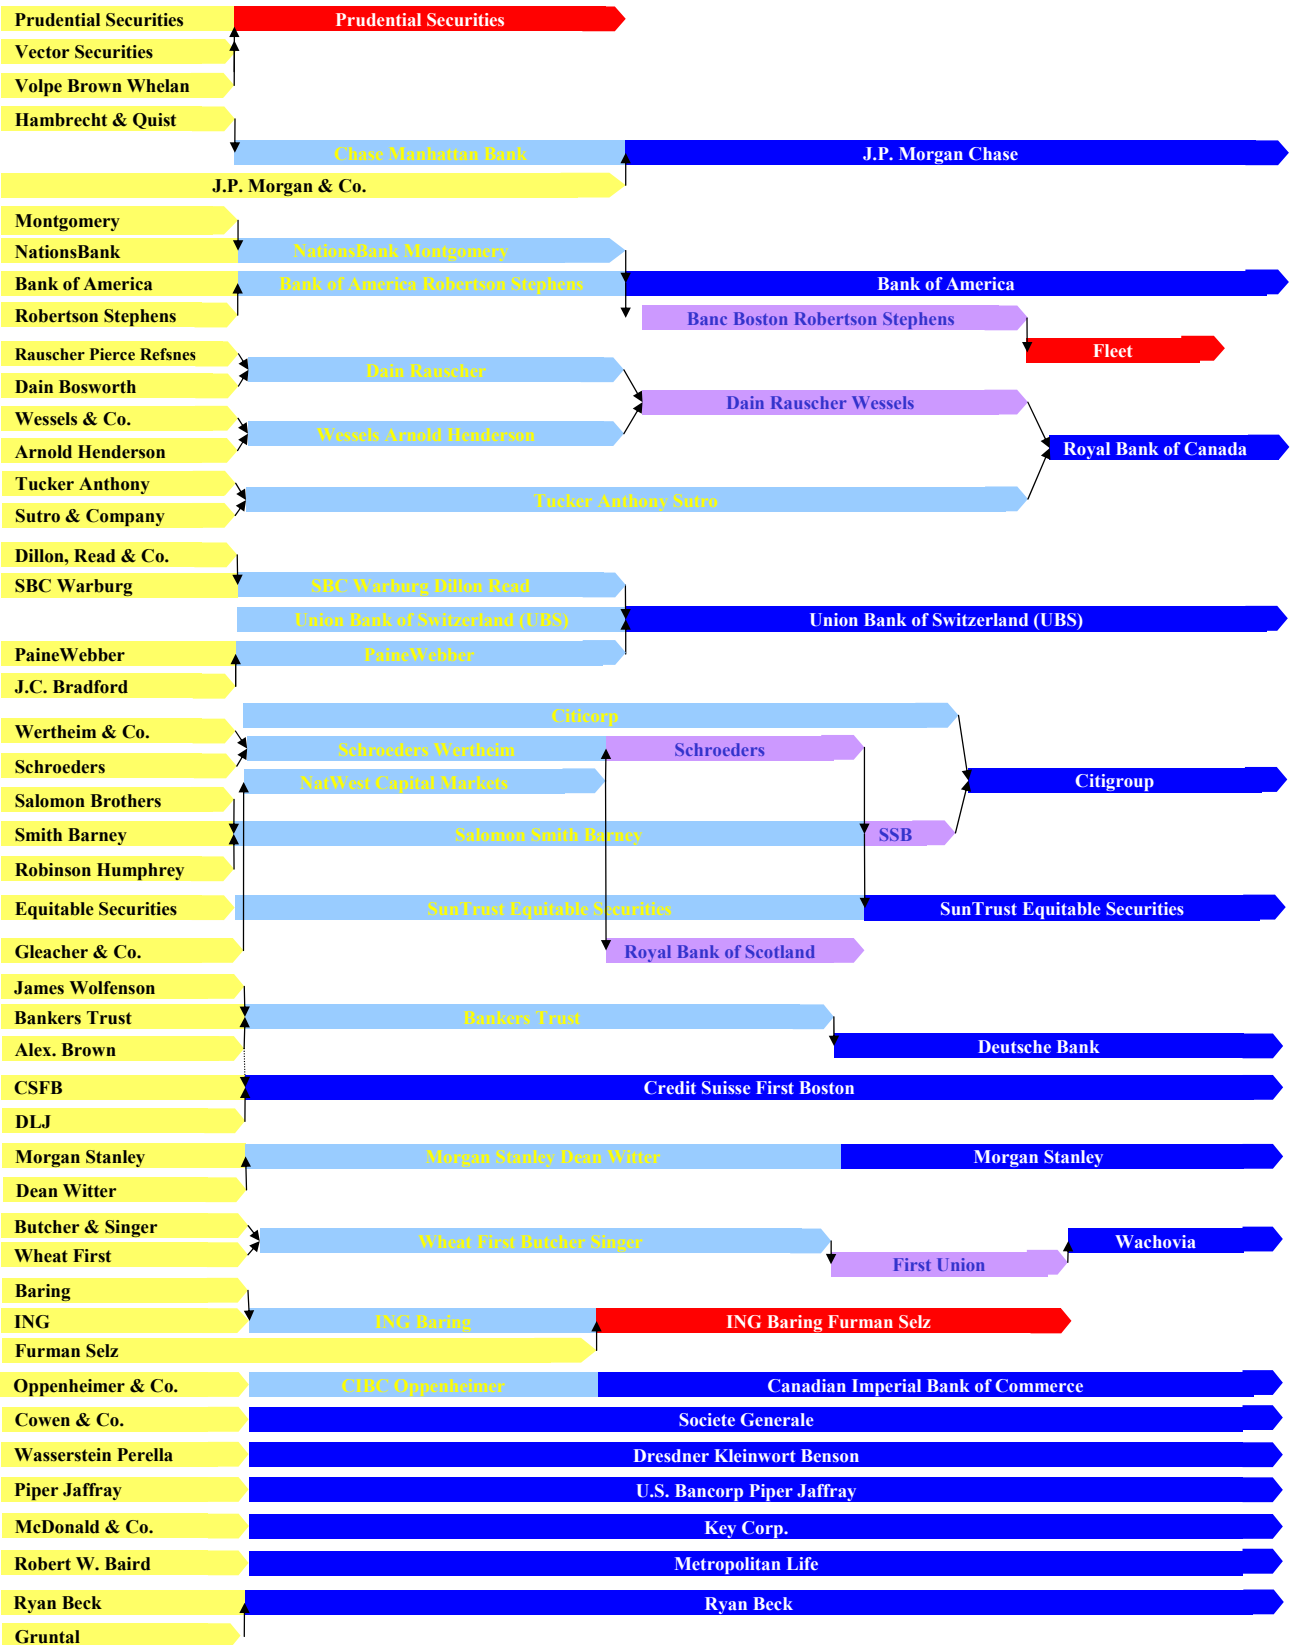 Prudential Securities
Prudential Securities
Vector Securities
Volpe Brown Whelan
Hambrecht & Quist
Chase Manhattan Bank
J.P. Morgan Chase
J.P. Morgan & Co.
Montgomery
NationsBank
NationsBank Montgomery
Bank of America
Bank of America Robertson Stephens
Bank of America
Robertson Stephens
Banc Boston Robertson Stephens
Fleet
Rauscher Pierce Refsnes
Dain Rauscher
Dain Bosworth
Dain Rauscher Wessels
Wessels & Co.
Wessels Arnold Henderson
Arnold Henderson
Royal Bank of Canada
Tucker Anthony
Tucker Anthony Sutro
Sutro & Company
Dillon, Read & Co.
SBC Warburg
SBC Warburg Dillon Read
Union Bank of Switzerland (UBS)
Union Bank of Switzerland (UBS)
PaineWebber
PaineWebber
J.C. Bradford
Citicorp
Wertheim & Co.
Schroeders Wertheim
Schroeders
Schroeders
NatWest Capital Markets
Citigroup
Salomon Brothers
Smith Barney
Salomon Smith Barney
SSB
Robinson Humphrey
Equitable Securities
SunTrust Equitable Securities
SunTrust Equitable Securities
Gleacher & Co.
Royal Bank of Scotland
James Wolfenson
Bankers Trust
Bankers Trust
Alex. Brown
Deutsche Bank
CSFB
Credit Suisse First Boston
DLJ
Morgan Stanley
Morgan Stanley Dean Witter
Morgan Stanley
Dean Witter
Butcher & Singer
Wheat First Butcher Singer
Wachovia
Wheat First
First Union
Baring
ING
ING Baring
ING Baring Furman Selz
Furman Selz
Oppenheimer & Co.
CIBC Oppenheimer
Canadian Imperial Bank of Commerce
Cowen & Co.
Societe Generale
Wasserstein Perella
Dresdner Kleinwort Benson
Piper Jaffray
U.S. Bancorp Piper Jaffray
McDonald & Co.
Key Corp.
Robert W. Baird
Metropolitan Life
Ryan Beck
Ryan Beck
Gruntal